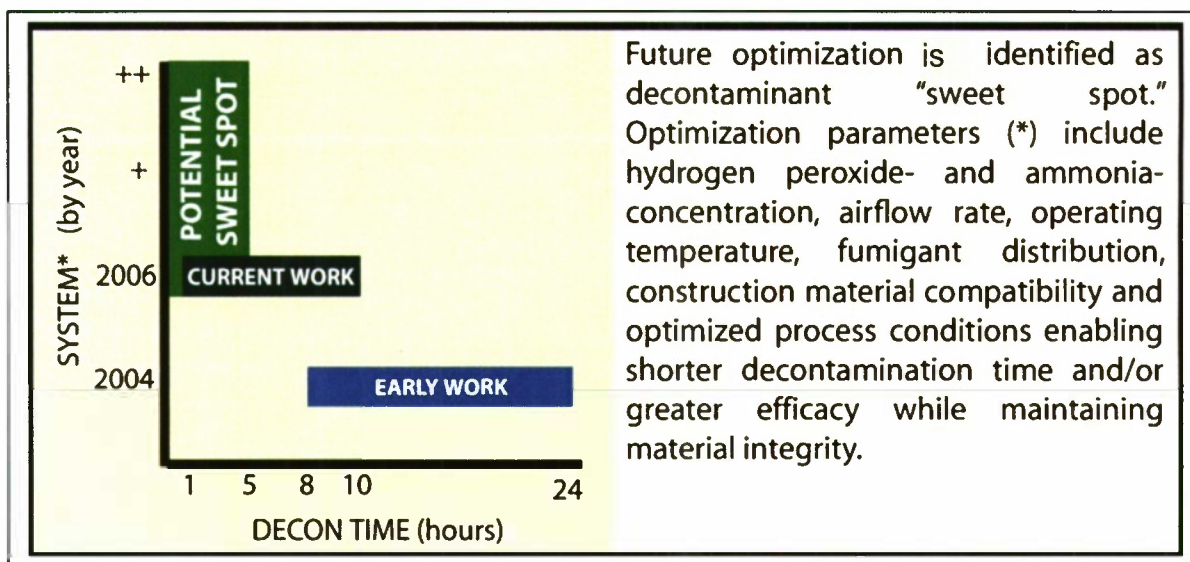 ++
+
2006
2004
SYSTEM* (by year)
POTENTIAL
SWEET SPOT
CURRENT WORK
EARLY WORK
1 5 8 10 24
DECON TIME (hours)
Future optimization is identified as
decontaminant "sweet spot."
Optimization parameters (*) include
hydrogen peroxide- and ammonia-
concentration, airflow rate, operating
temperature, fumigant distribution,
construction material compatibility and
optimized process conditions enabling
shorter decontamination time and/or
greater efficacy while maintaining
material integrity.